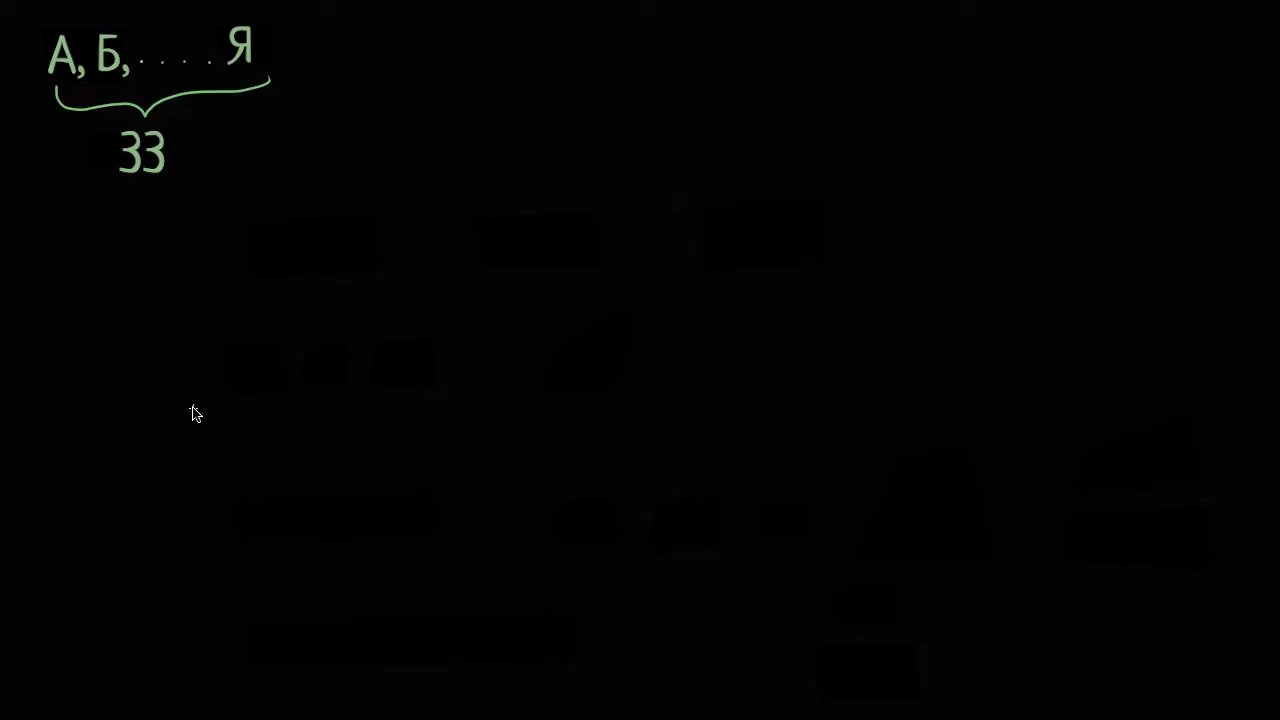 А, Б, . . . . Я
33